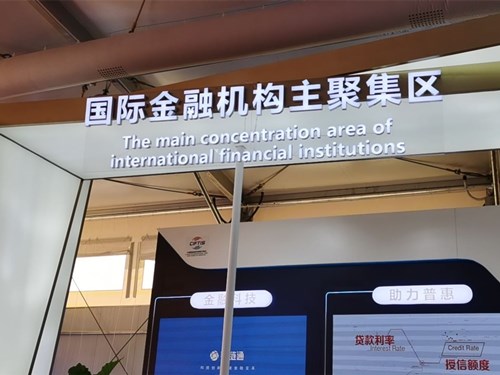 国际金融机构主聚集区
The main concentration area of
international financial institutions
CIFTIS
金融科技
助力普惠
贷款利率
Interest Rate
Credit Rate
授信额度